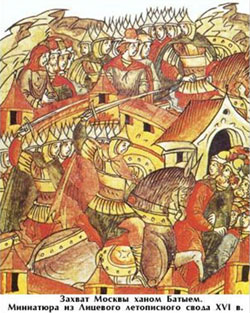 Захват Москвы ханом Батыем.
Миниатюра из Лицевого летописного свода XVI в.